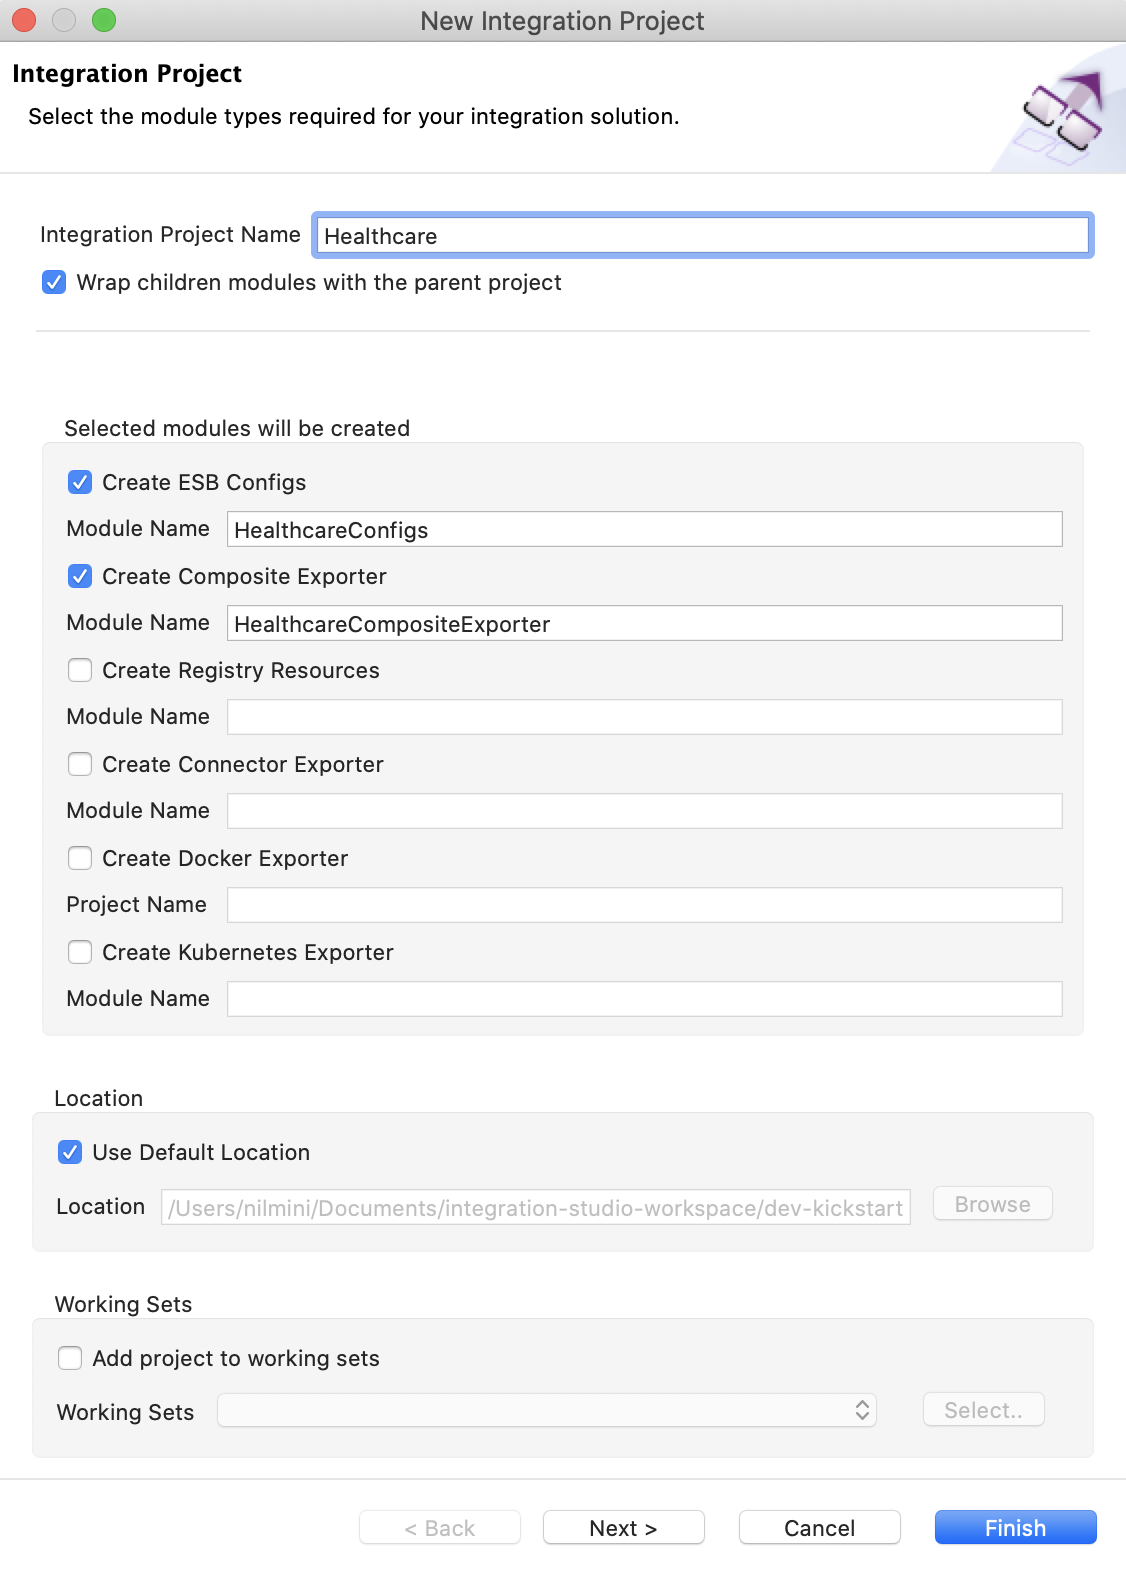 New Integration Project
Integration Project
Select the module types required for your integration solution.
Integration Project Name Healthcare
Wrap children modules with the parent project
Selected modules will be created
Create ESB Configs
Module Name HealthcareConfigs
Create Composite Exporter
Module Name HealthcareCompositeExporter
Create Registry Resources
Module Name
Create Connector Exporter
Module Name
Create Docker Exporter
Project Name
Create Kubernetes Exporter
Module Name
Location
Use Default Location
Location /Users/nilmini/Documents/integration-studio-workspace/dev-kickstart Browse
Working Sets
Add project to working sets
Working Sets Select..
< Back Next > Cancel Finish